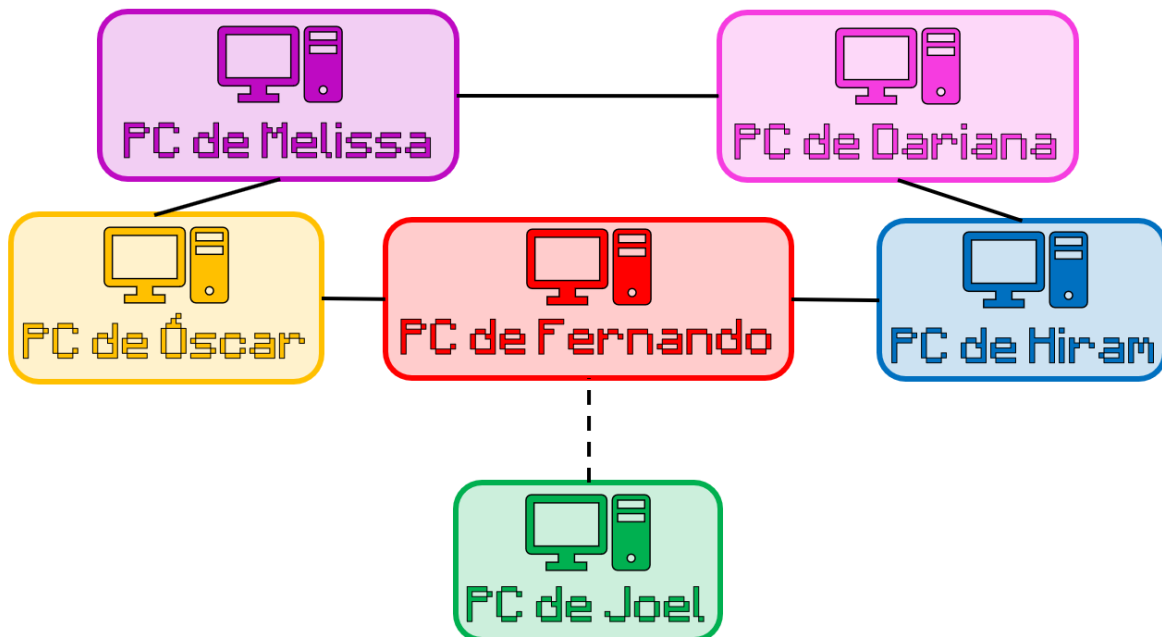 PC de Melissa
PC de Dariana
PC de Óscar
PC de Fernando
PC de Hiram
PC de Joel